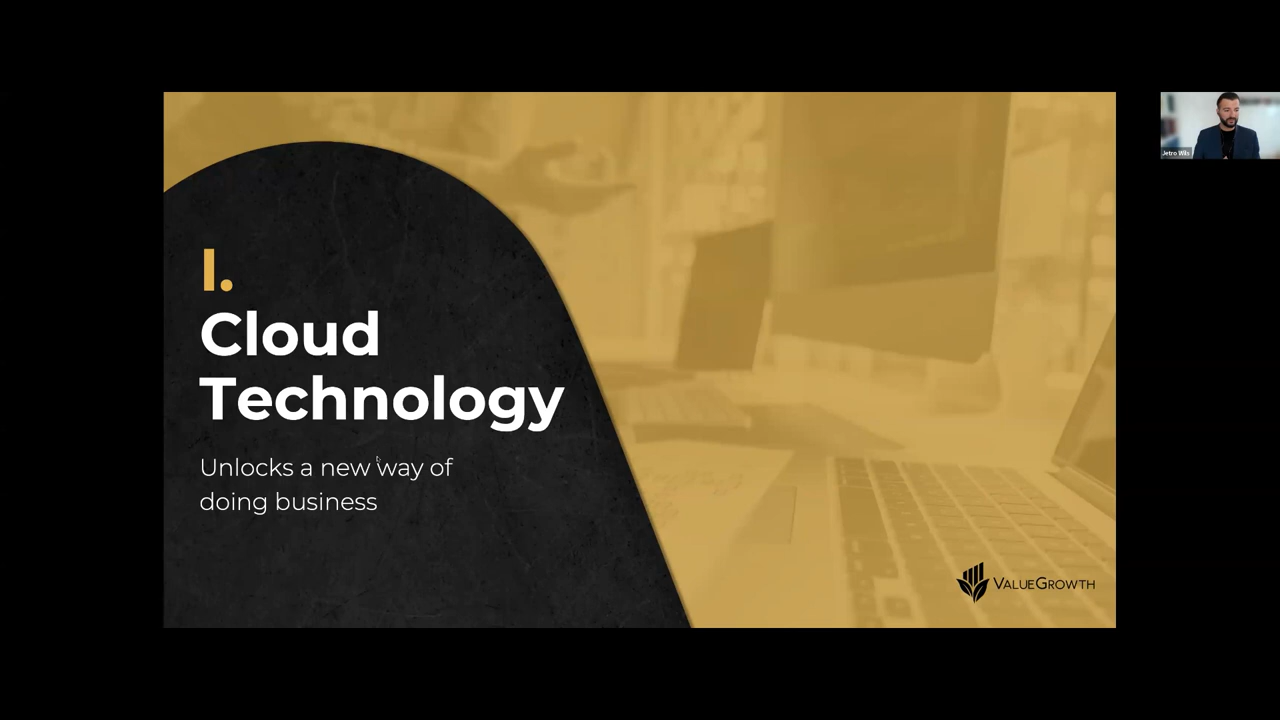 I.
Cloud
Technology
Unlocks a new way of
doing business
VALUEGROWTH
Jetro Wils